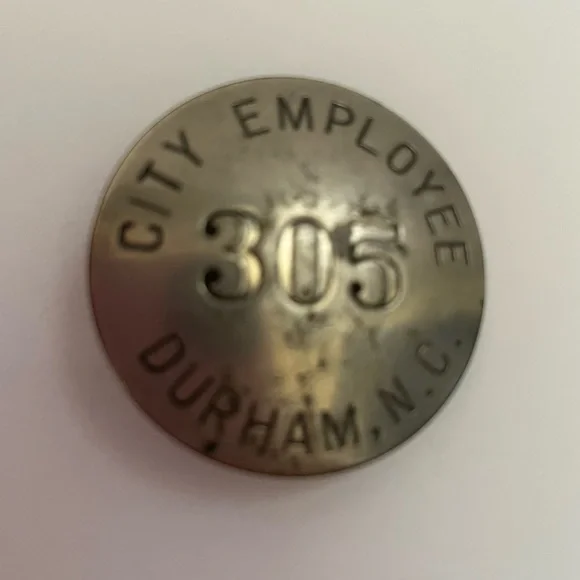 CITY EMPLOYEE
305
DURHAM, N.C.